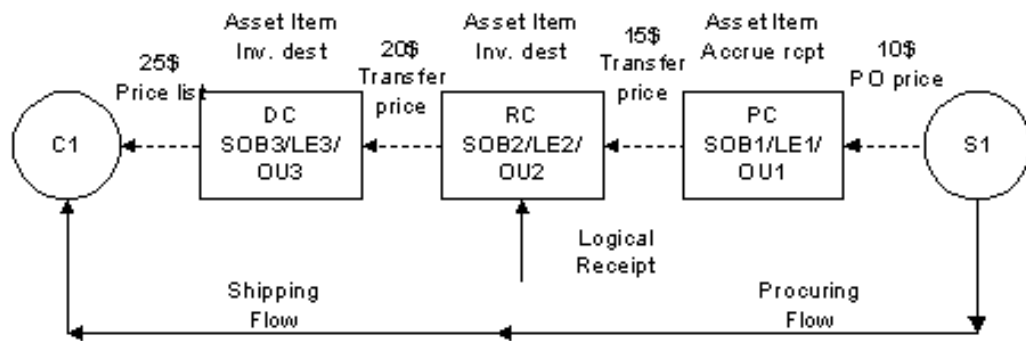 Asset Item
Inv. dest
Asset Item
Inv. dest
Asset Item
Accrue rcpt
25$
Price list
20$
Transfer
price
15$
Transfer
price
10$
PO price
C1
DC
SOB3/LE3/
OU3
RC
SOB2/LE2/
OU2
PC
SOB1/LE1/
OU1
S1
Logical
Receipt
Shipping
Flow
Procuring
Flow